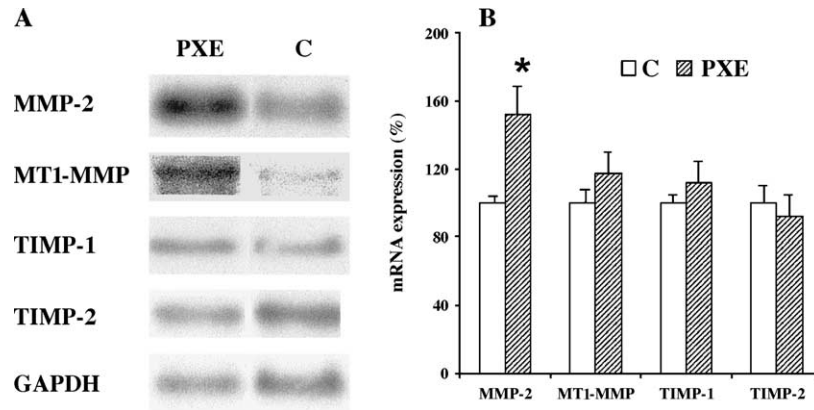 A
PXE C
MMP-2
MT1-MMP
TIMP-1
TIMP-2
GAPDH
B
200
160
120
80
40
0
mRNA expression (%)
C PXE
*
MMP-2 MT1-MMP TIMP-1 TIMP-2